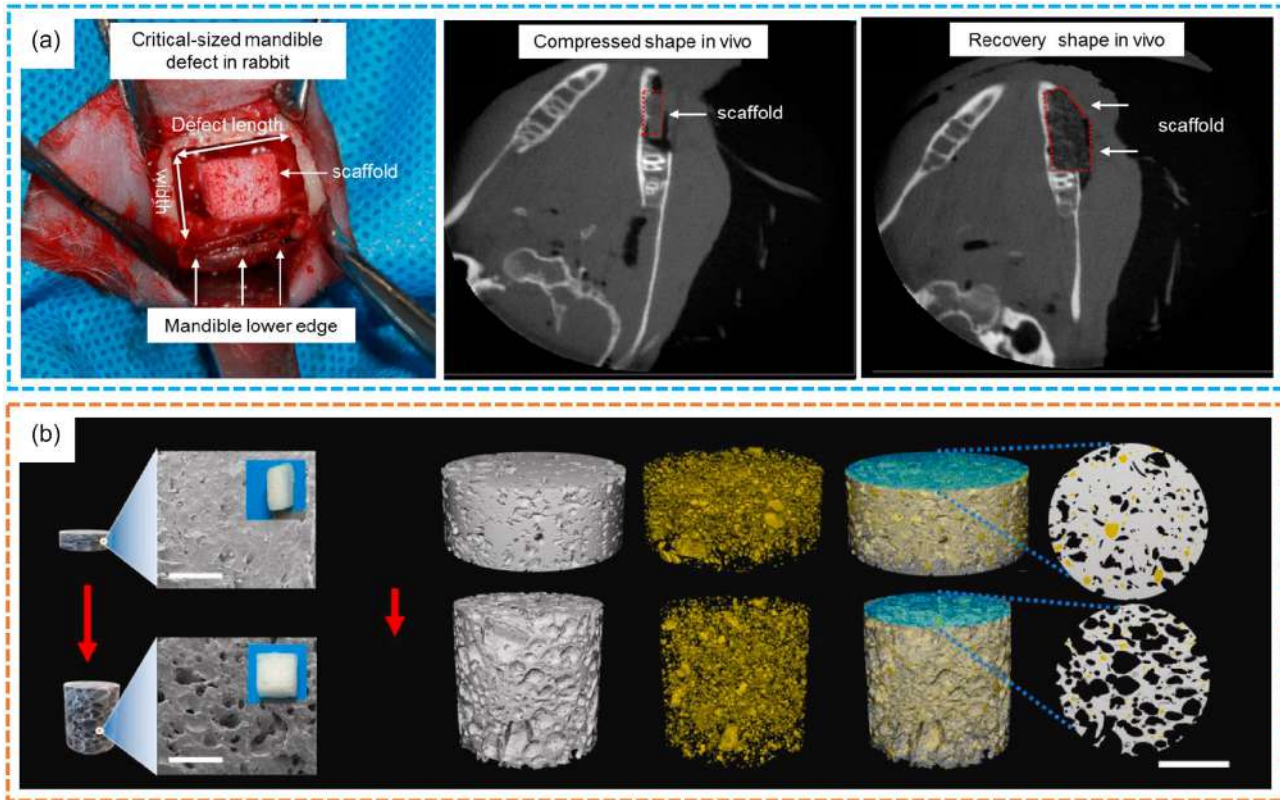 (a)
Critical-sized mandible
defect in rabbit
Defect length
width
scaffold
Mandible lower edge
Compressed shape in vivo
scaffold
Recovery shape in vivo
scaffold
(b)